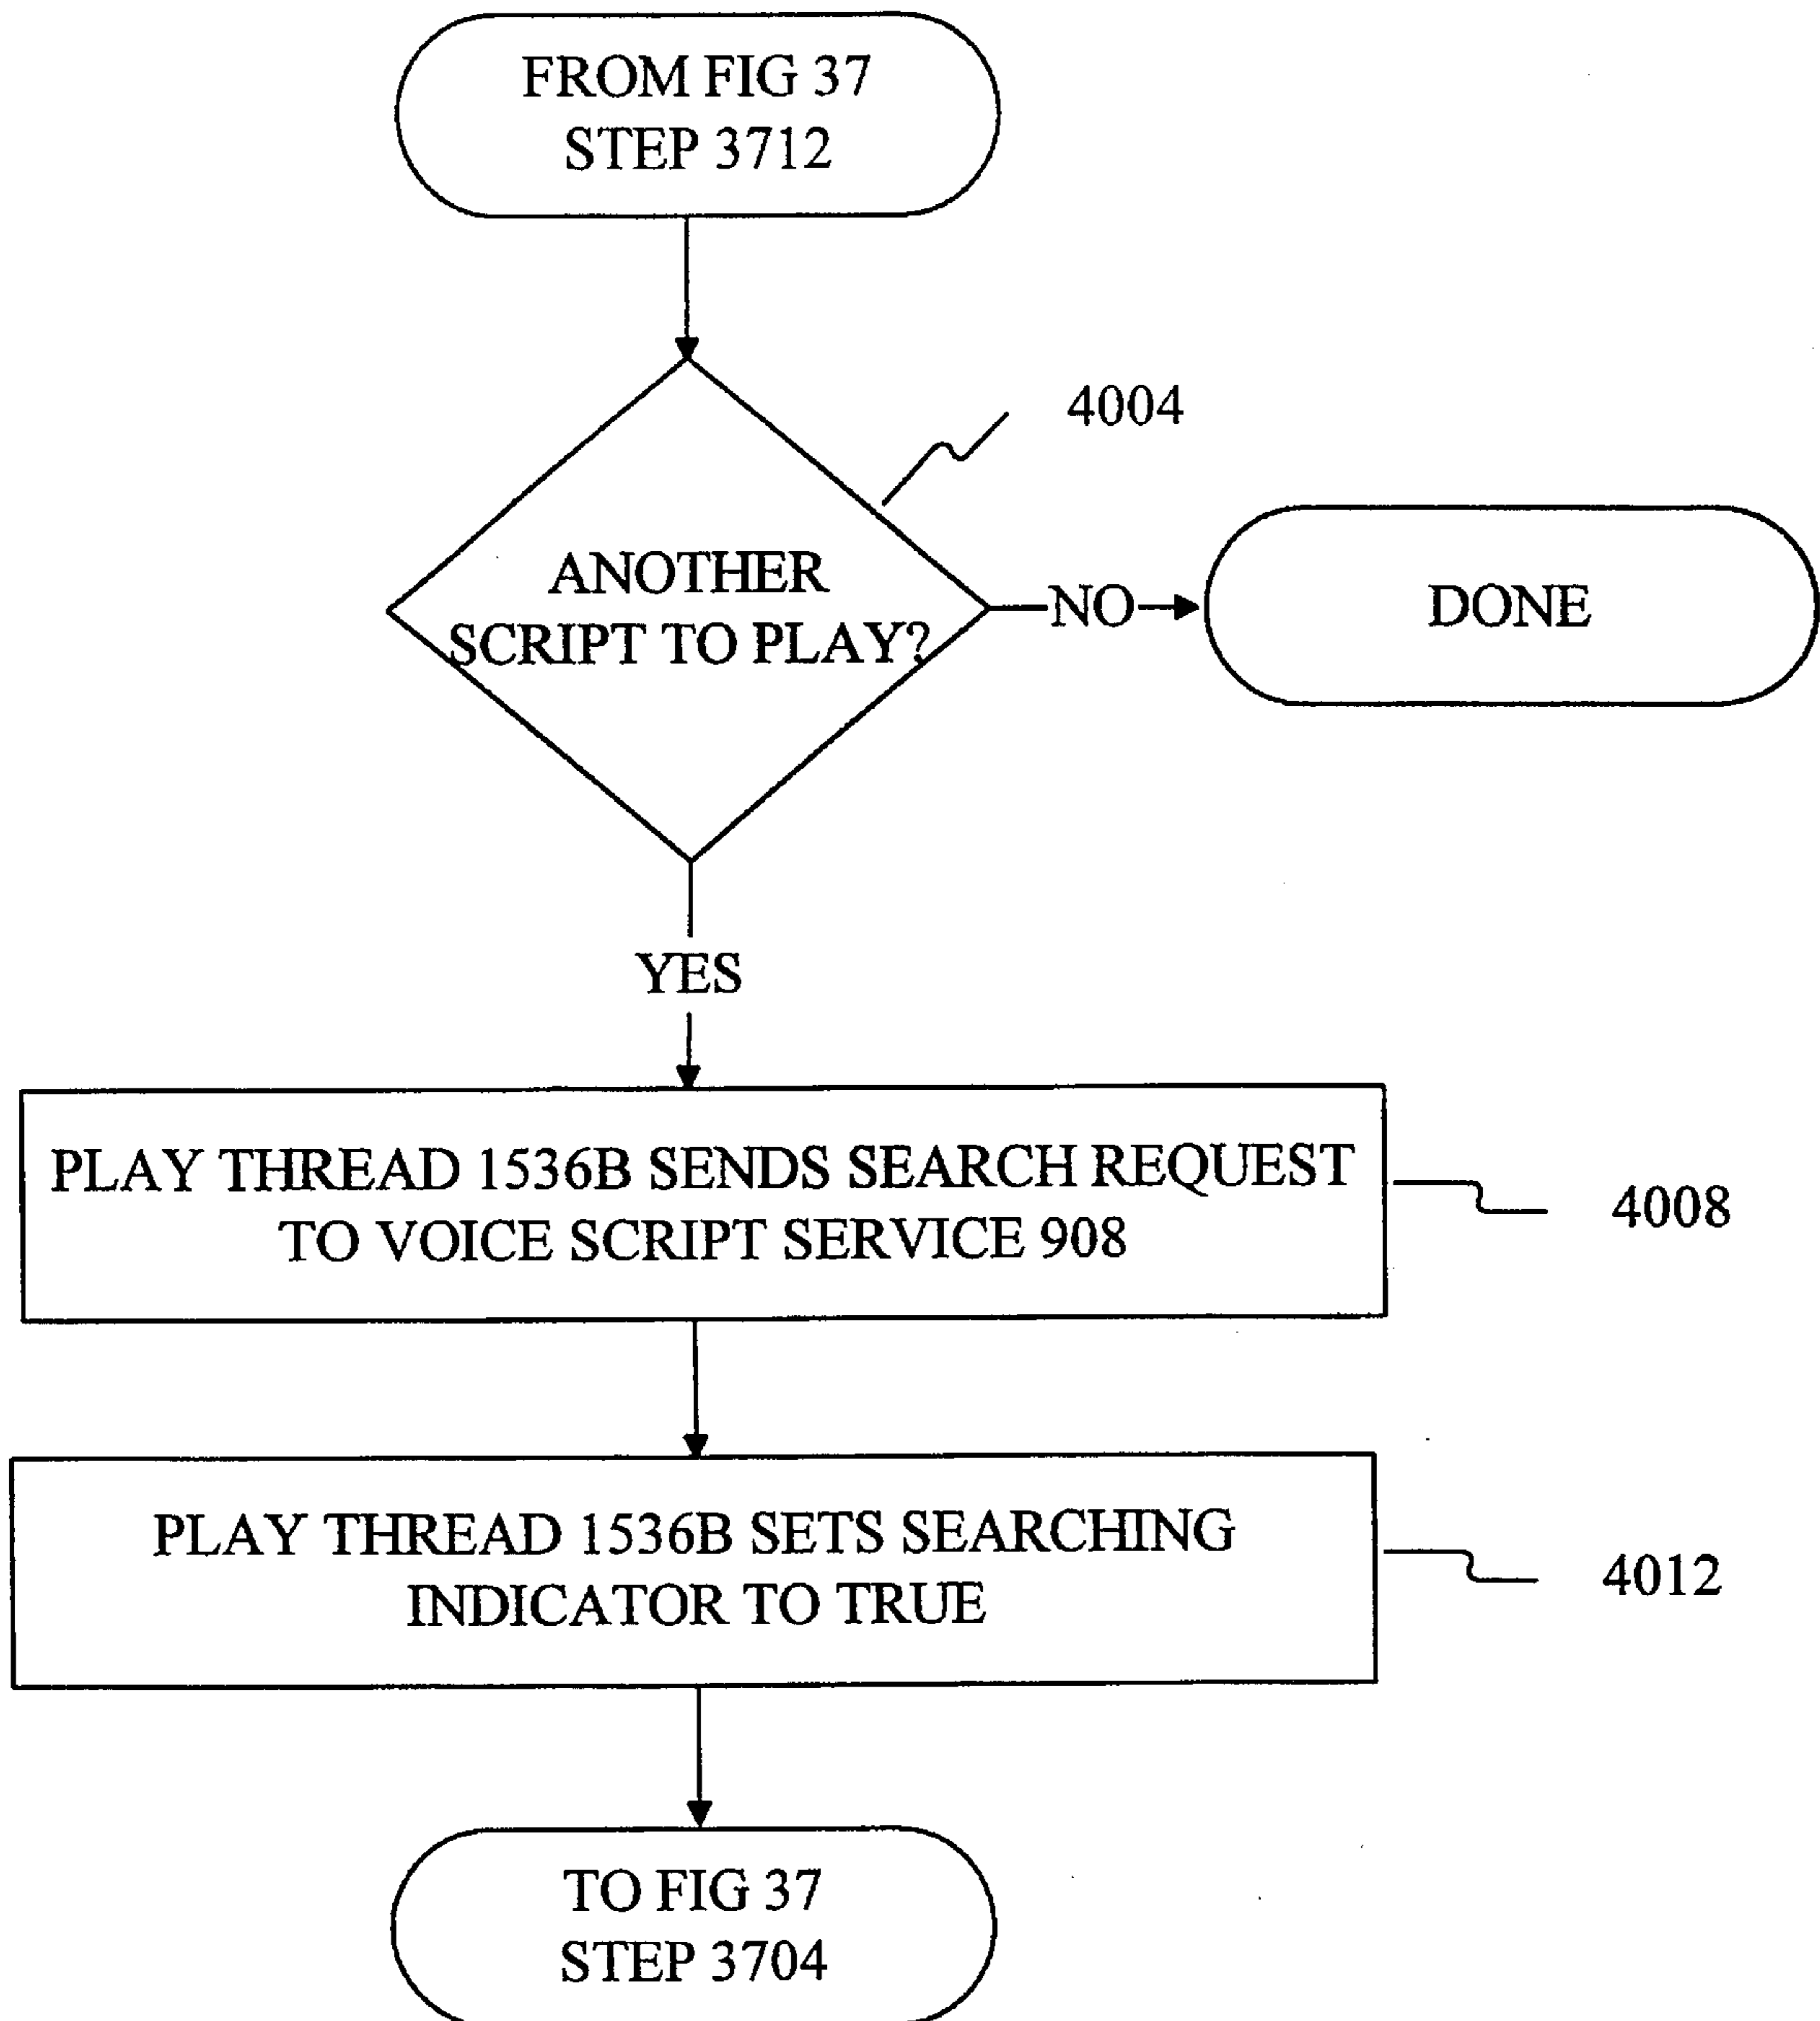 FROM FIG 37
STEP 3712
4004
ANOTHER
SCRIPT TO PLAY?
NO
DONE
YES
PLAY THREAD 1536B SENDS SEARCH REQUEST
TO VOICE SCRIPT SERVICE 908
4008
PLAY THREAD 1536B SETS SEARCHING
INDICATOR TO TRUE
4012
TO FIG 37
STEP 3704